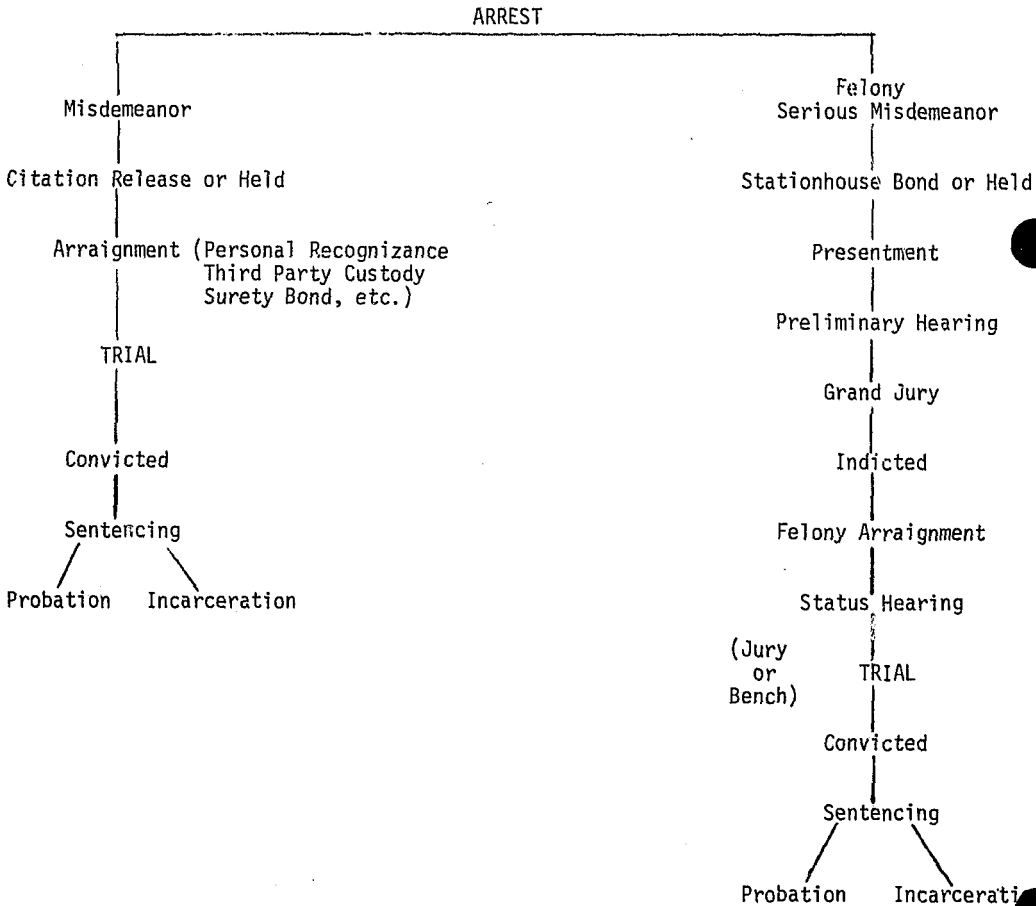 ARREST
Misdemeanor
Citation Release or Held
Arraignment (Personal Recognizance
Third Party Custody
Surety Bond, etc.)
TRIAL
Convicted
Sentencing
Probation Incarceration
Felony
Serious Misdemeanor
Stationhouse Bond or Held
Presentment
Preliminary Hearing
Grand Jury
Indicted
Felony Arraignment
Status Hearing
(Jury
or
Bench)
TRIAL
Convicted
Sentencing
Probation